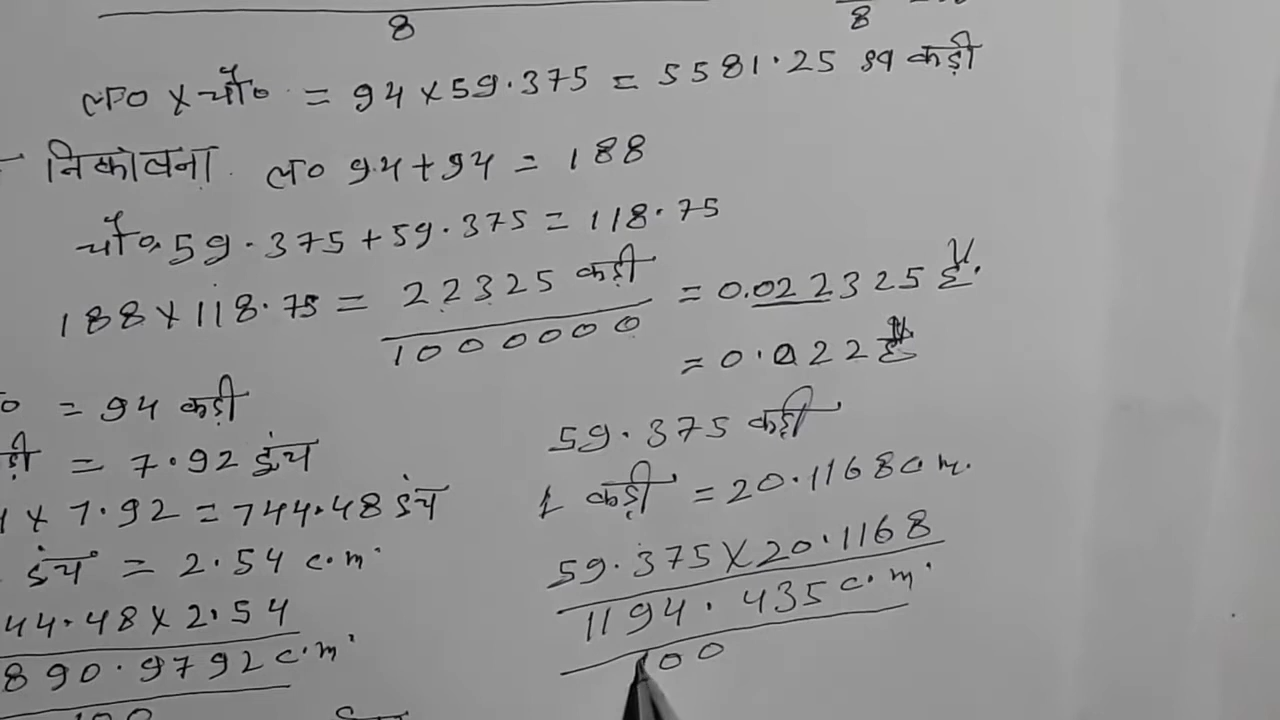 8 8
ल० x चौ० = 94 x 59.375 = 5581.25 कड़ी
निकालना. ल० 94 + 94 = 188
चौ० 59.375 + 59.375 = 118.75
188 x 118.75 = 22325 कड़ी = 0.022325 है.
1000000 = 0.022 है
= 94 कड़ी
59.375 कड़ी
= 7.92 इंच
1 कड़ी = 20.1168 c m.
x 7.92 = 744.48 इंच
59.375 x 20.1168
इंच = 2.54 c.m.
1194.435 c.m.
44.48 x 2.54
100
890.9792 c.m.
100